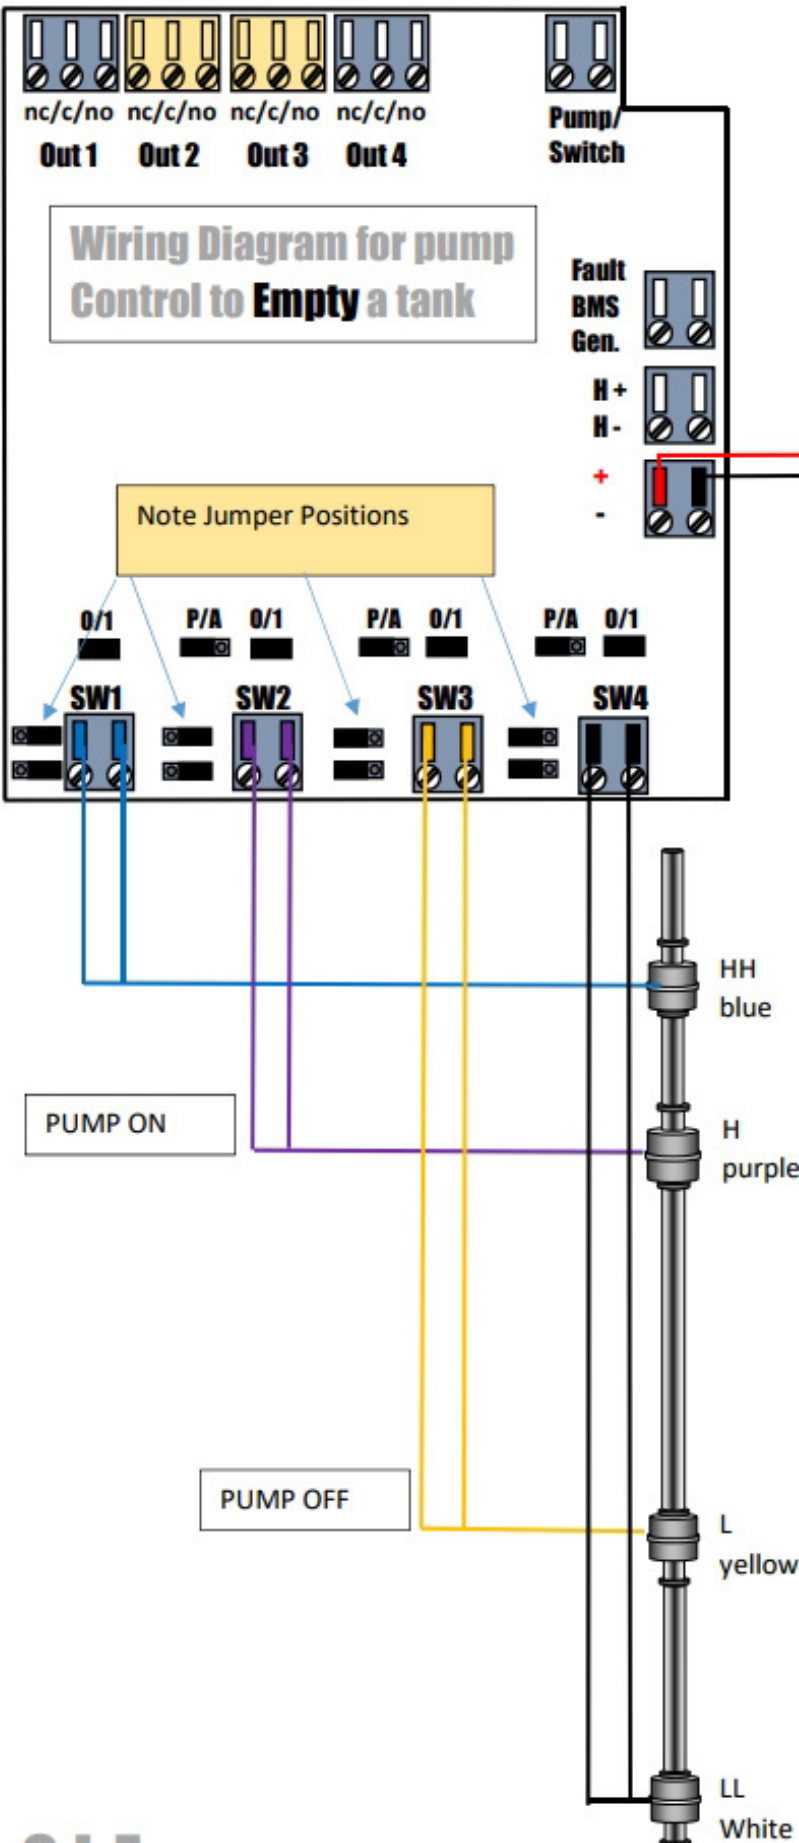 nc/c/no nc/c/no nc/c/no nc/c/no
Out 1 Out 2 Out 3 Out 4
Pump/
Switch
Wiring Diagram for pump
Control to Empty a tank
Fault
BMS
Gen.
H +
H -
+
-
Note Jumper Positions
0/1 P/A 0/1 P/A 0/1 P/A 0/1
SW1 SW2 SW3 SW4
HH
blue
PUMP ON
H
purple
PUMP OFF
L
yellow
LL
White